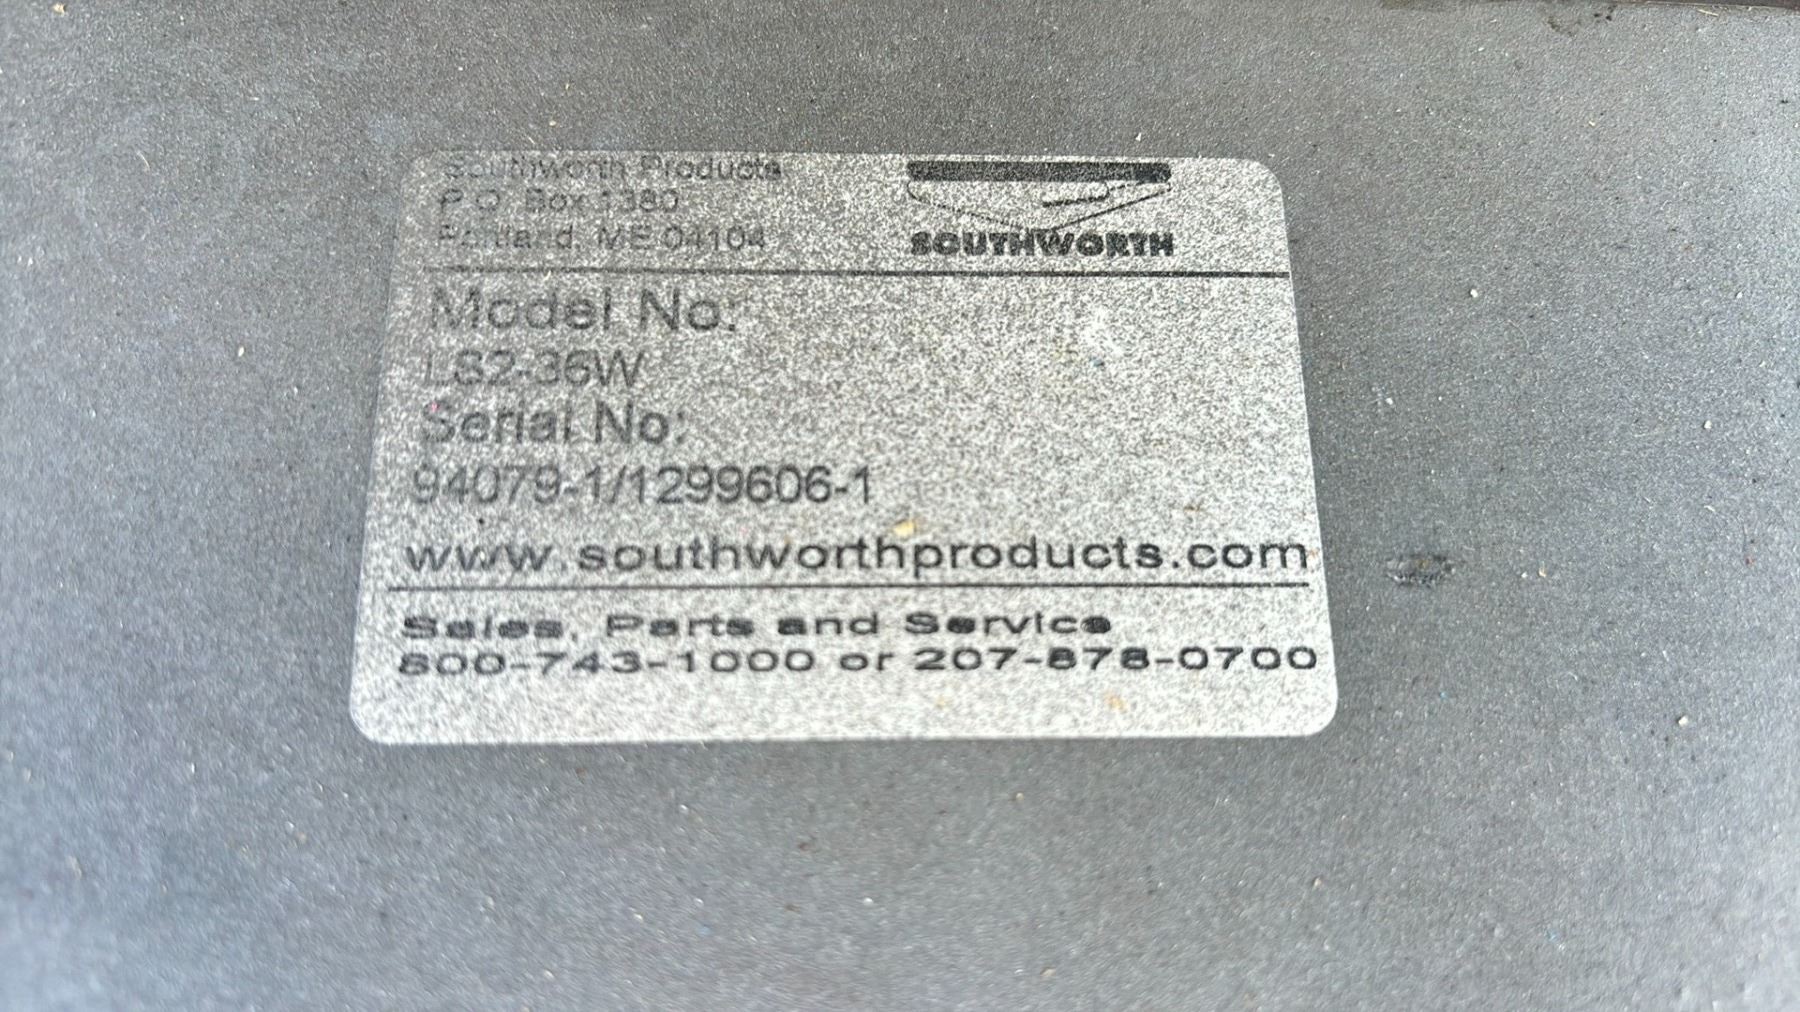 Southworth Products
P.O. Box 1380
Portland, ME 04104
SOUTHWORTH
Model No:
LS2-36W
Serial No:
94079-1/1299606-1
www.southworthproducts.com
Sales, Parts and Service
800-743-1000 or 207-878-0700